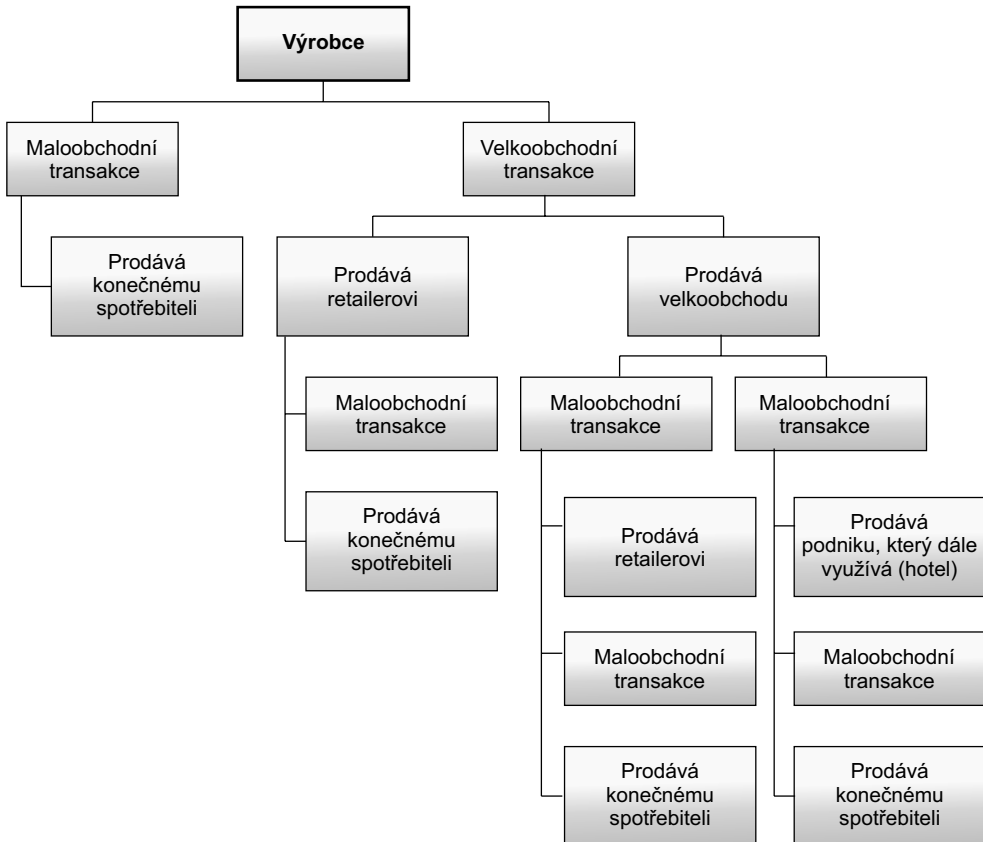 Výrobce
Maloobchodní
transakce
Velkoobchodní
transakce
Prodává
konečnému
spotřebiteli
Prodává
retailerovi
Prodává
velkoobchodu
Maloobchodní
transakce
Maloobchodní
transakce
Maloobchodní
transakce
Prodává
konečnému
spotřebiteli
Prodává
retailerovi
Prodává
podniku, který dále
využívá (hotel)
Maloobchodní
transakce
Maloobchodní
transakce
Prodává
konečnému
spotřebiteli
Prodává
konečnému
spotřebiteli